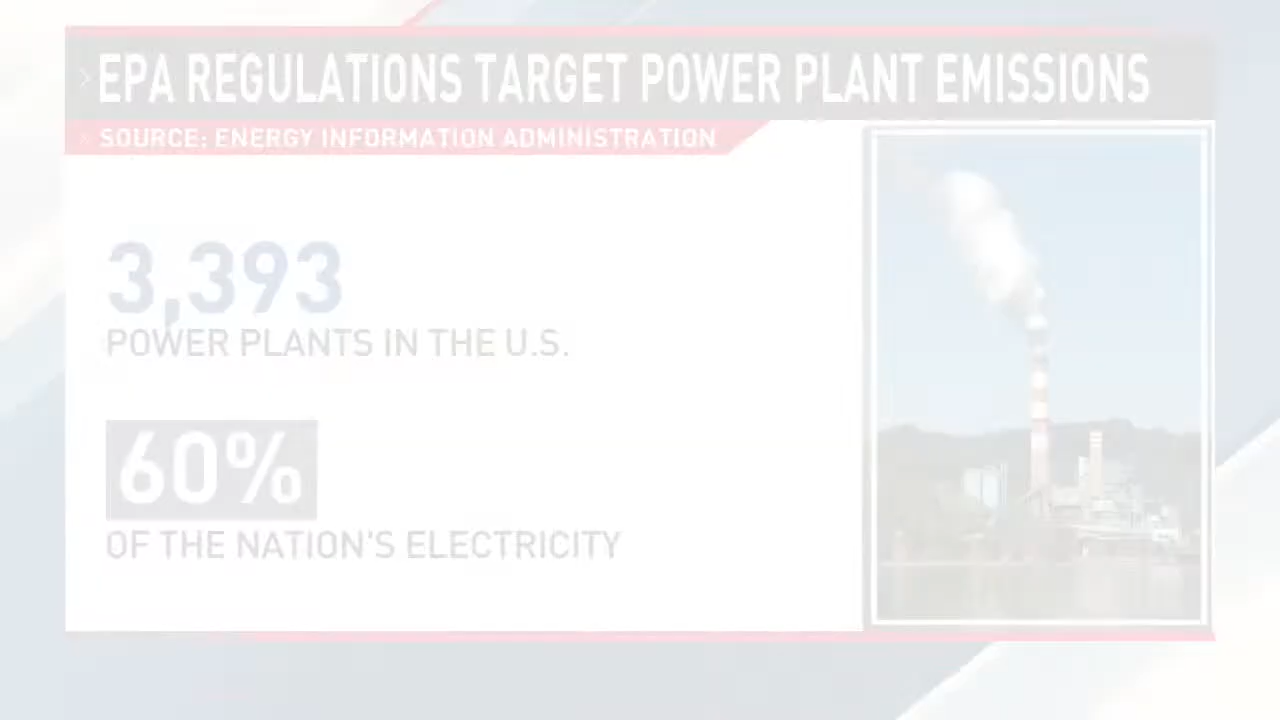 EPA REGULATIONS TARGET POWER PLANT EMISSIONS
SOURCE: ENERGY INFORMATION ADMINISTRATION
3,393
POWER PLANTS IN THE U.S.
60%
OF THE NATION'S ELECTRICITY